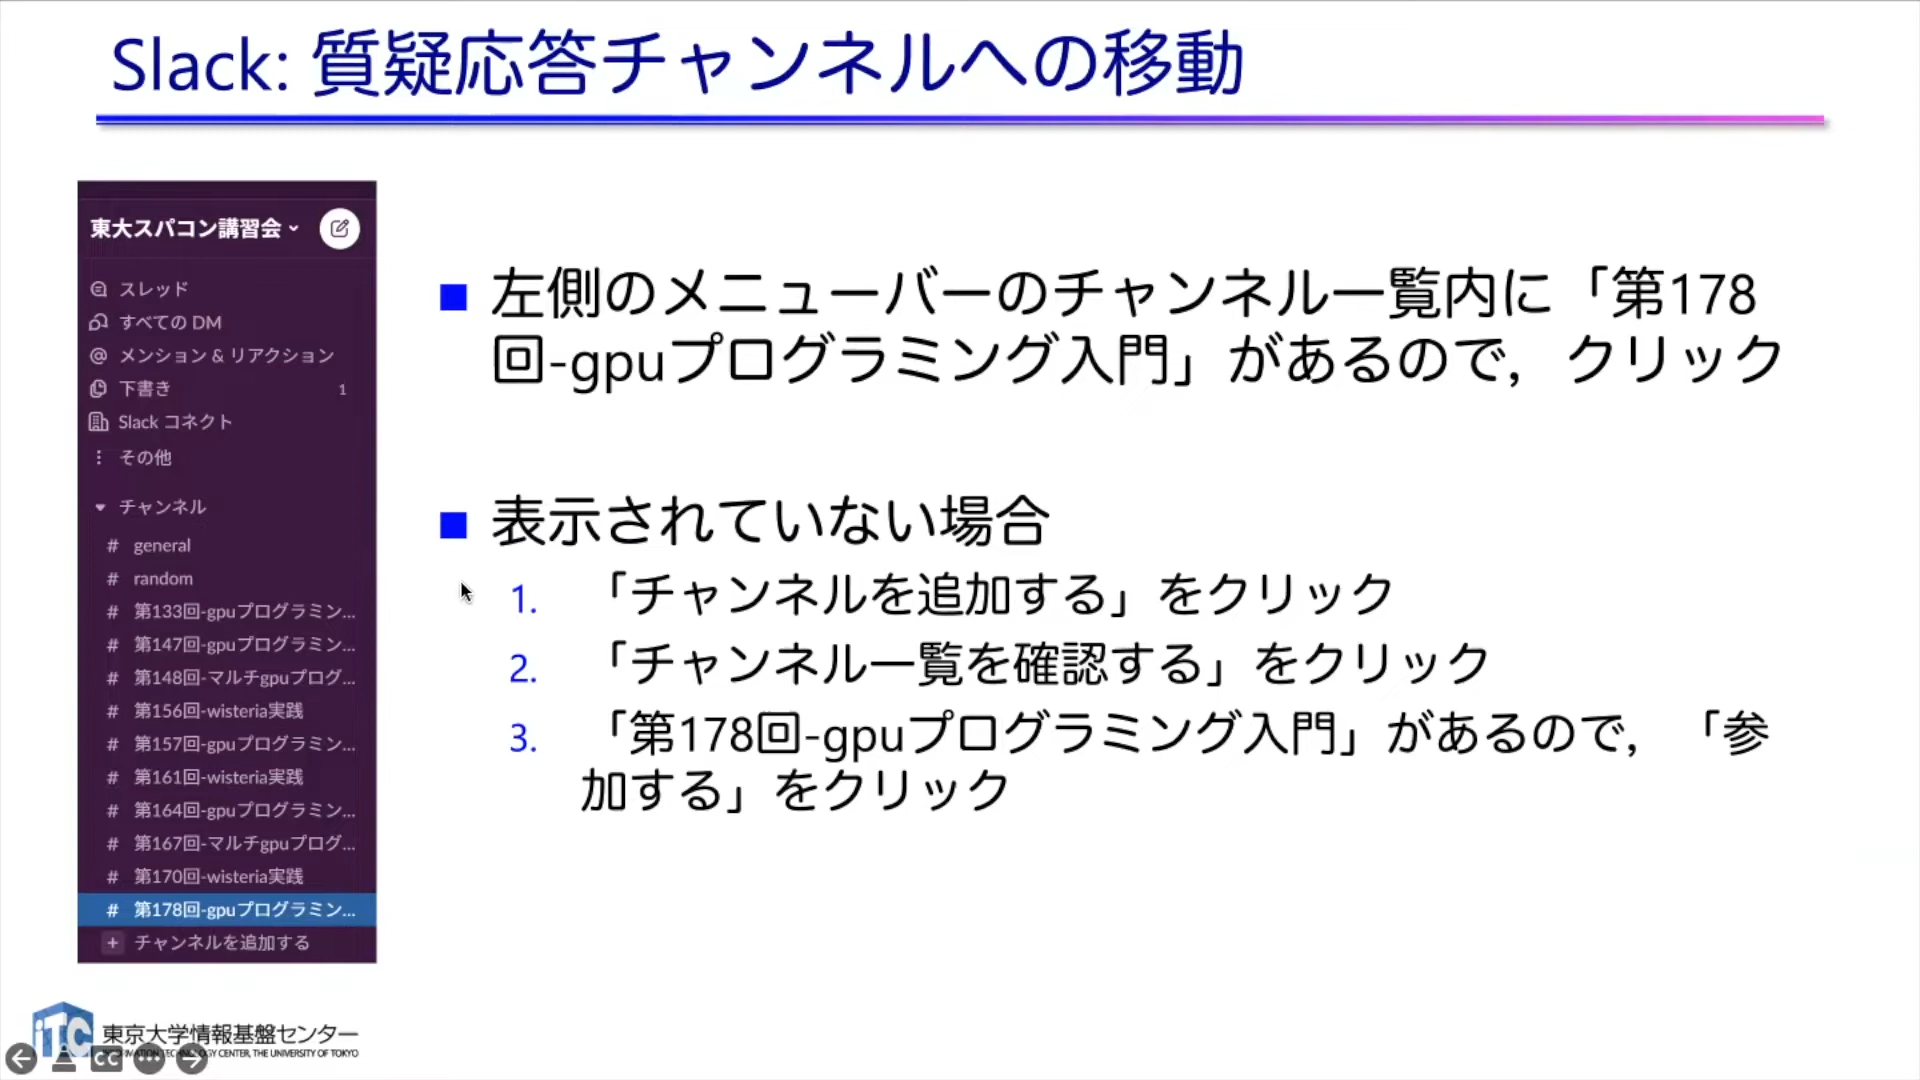 Slack: 質疑応答チャンネルへの移動
東大スパコン講習会
スレッド
すべての DM
メンション & リアクション
下書き 1
Slack コネクト
その他
チャンネル
# general
# random
# 第133回-gpuプログラミン...
# 第147回-gpuプログラミン...
# 第148回-マルチgpuプログ...
# 第156回-wisteria実践
# 第157回-gpuプログラミン...
# 第161回-wisteria実践
# 第164回-gpuプログラミン...
# 第167回-マルチgpuプログ...
# 第170回-wisteria実践
# 第178回-gpuプログラミン...
+ チャンネルを追加する
■ 左側のメニューバーのチャンネル一覧内に「第178
回-gpuプログラミング入門」があるので，クリック
■ 表示されていない場合
1. 「チャンネルを追加する」をクリック
2. 「チャンネル一覧を確認する」をクリック
3. 「第178回-gpuプログラミング入門」があるので，「参
加する」をクリック
iTC 東京大学情報基盤センター
CENTER, THE UNIVERSITY OF TOKYO
CC